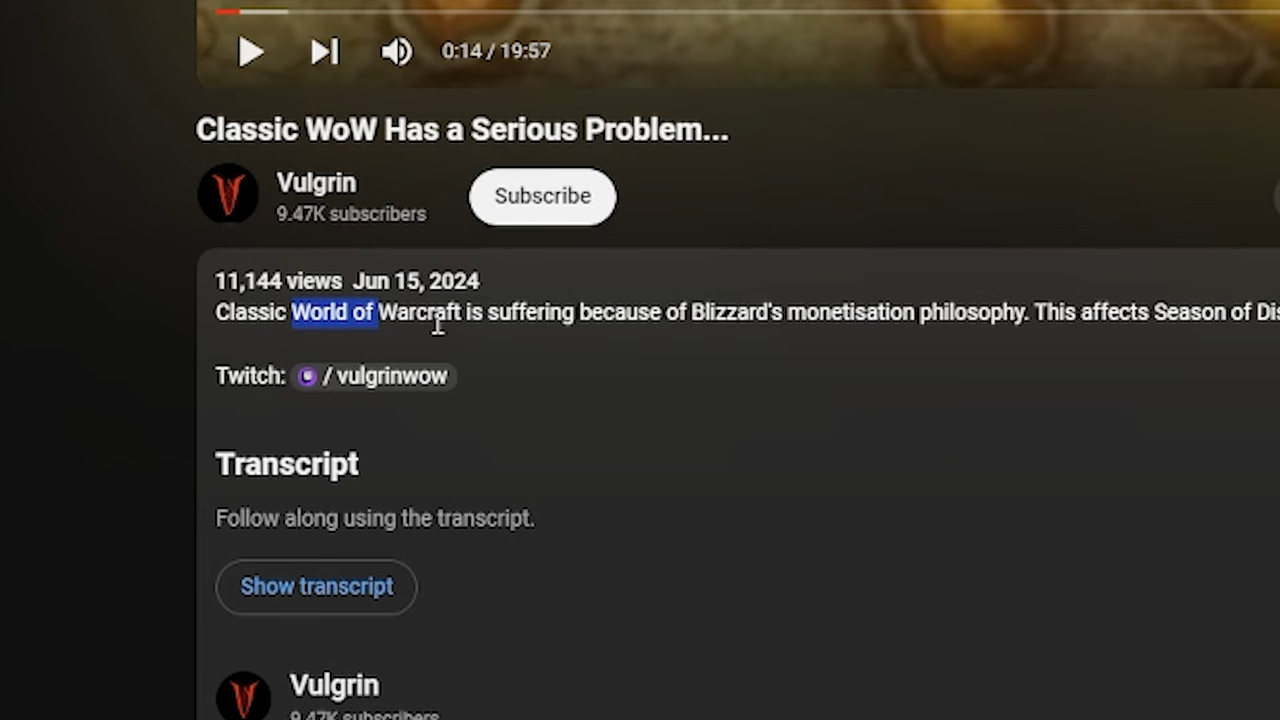 0:14 / 19:57
Classic WoW Has a Serious Problem...
Vulgrin
Subscribe
9.47K subscribers
11,144 views Jun 15, 2024
Classic World of Warcraft is suffering because of Blizzard's monetisation philosophy. This affects Season of Dis
Twitch: / vulgrinwow
Transcript
Follow along using the transcript.
Show transcript
Vulgrin
9.47K subscribers